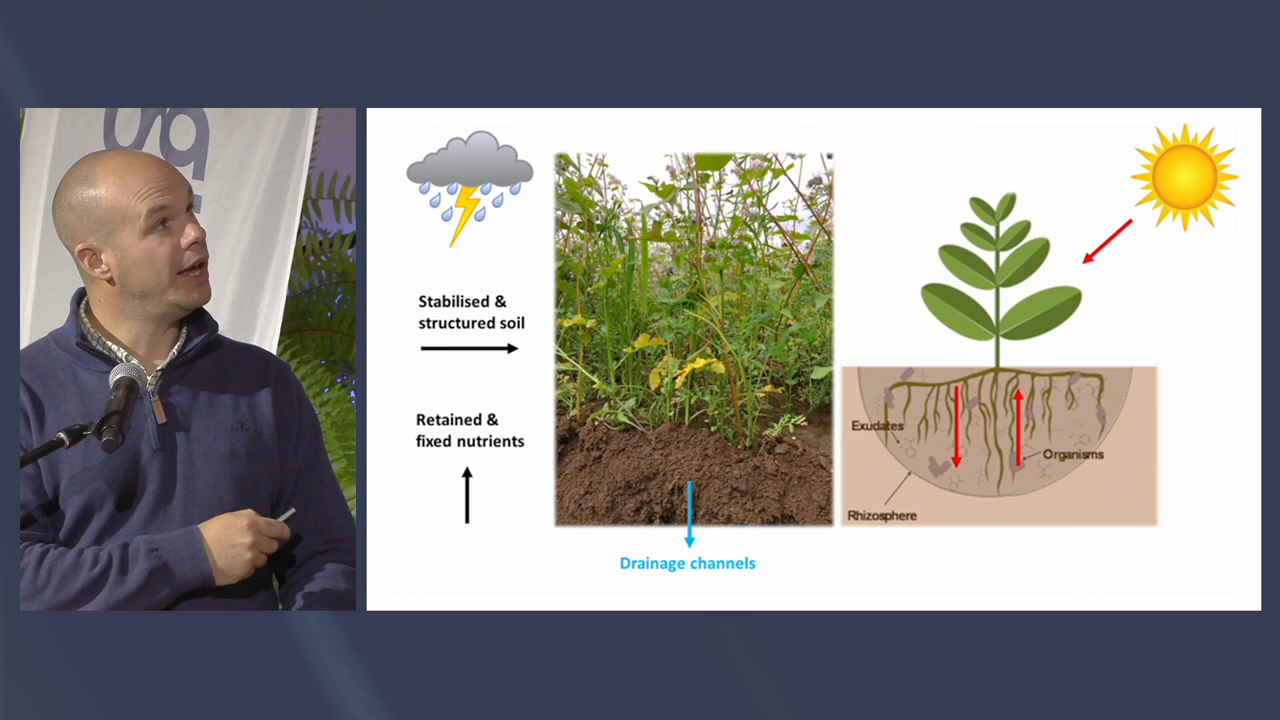 Stabilised &
structured soil
Retained &
fixed nutrients
Drainage channels
Exudates
Organisms
Rhizosphere